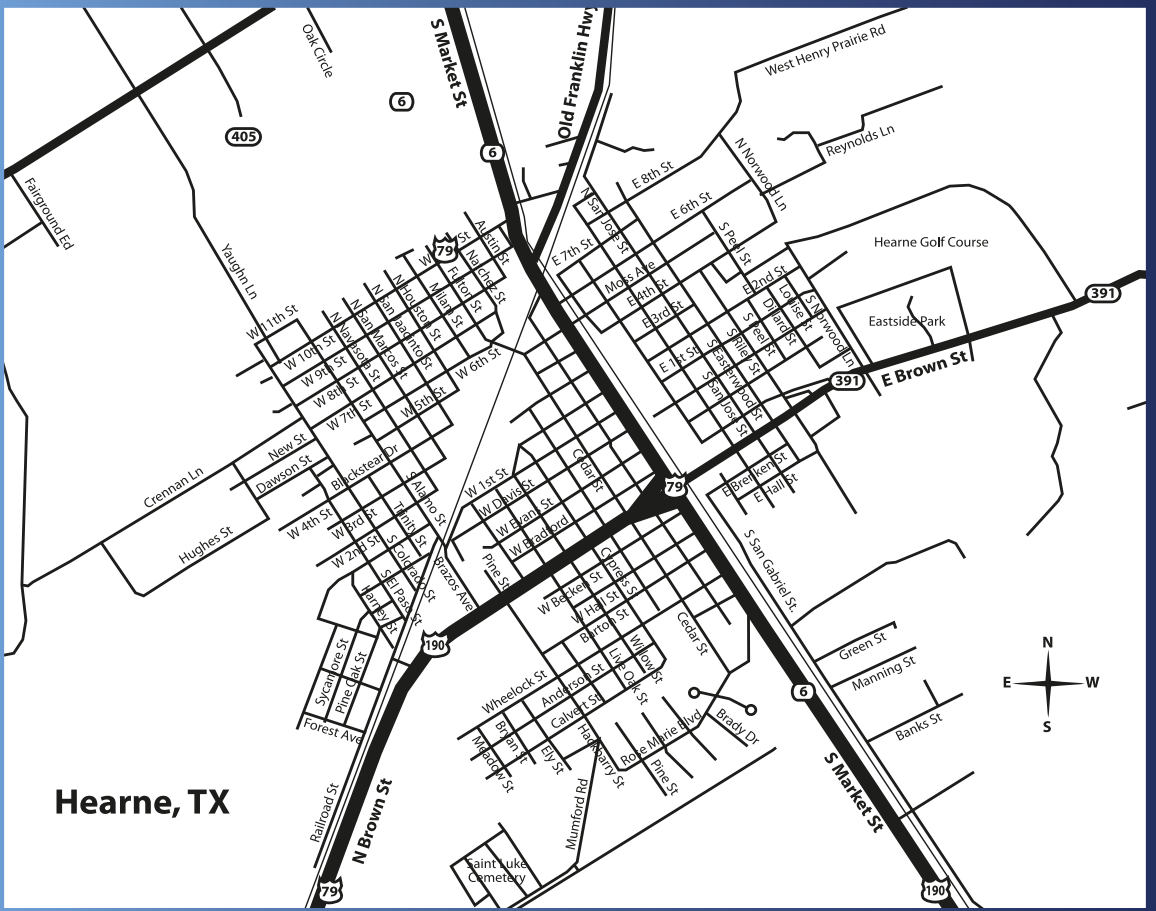 Oak Circle
S Market St
Old Franklin Hwy
West Henry Prairie Rd
6
405
6
Reynolds Ln
N Norwood Ln
E 8th St
E 6th St
Fairground Ed
N San Jose St
S Peel St
Austin St
79
Natchez St
E 7th St
Hearne Golf Course
Yaughn Ln
Fulton St
Milam St
N Houston St
N San Jaacinto St
N San Marcos St
N Navasota St
Moss Ave
E 4th St
E 3rd St
E 2nd St
Louise St
Dillard St
S Norwood Ln
391
Eastside Park
W 11th St
W 10th St
W 9th St
W 8th St
W 7th St
W 6th St
W 5th St
E 1st St
S Peel St
S Riley St
S Easterwood St
S San Jose St
391
E Brown St
New St
Dawson St
Blackstear Dr
Crennan Ln
Hughes St
W 4th St
W 3rd St
W 2nd St
S Alamo St
Trinity St
S Colorado St
S El Paso St
Harney St
W 1st St
W Davis St
W Evans St
W Bradford
Cedar St
79
E Breiken St
E Hall St
Brazos Ave
Pine St
Cypress S
W Becken St
W Hall St
Barton St
S San Gabriel St.
190
Sycamore St
Pine Oak St
Forest Ave
Cedar St
Willow St
Live Oak St
Wheelock St
Anderson St
Calvert St
Green St
Manning St
Banks St
6
N
E
W
S
Bryan St
Meadow St
Ely St
Hackbarry St
Rose Marie Blvd
Brady Dr
Pine St
S Market St
Hearne, TX
Railroad St
N Brown St
Mumford Rd
Saint Luke
Cemetery
79
190